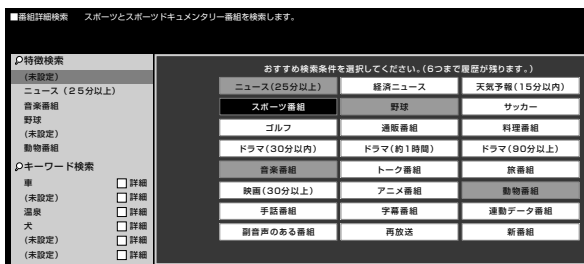 ■番組詳細検索 スポーツとスポーツドキュメンタリー番組を検索します。
特徴検索
(未設定)
ニュース(25分以上)
音楽番組
野球
(未設定)
動物番組
キーワード検索
車 詳細
(未設定) 詳細
温泉 詳細
犬 詳細
(未設定) 詳細
(未設定) 詳細
おすすめ検索条件を選択してください。(6つまで履歴が残ります。)
ニュース(25分以上) 経済ニュース 天気予報(15分以内)
スポーツ番組 野球 サッカー
ゴルフ 通販番組 料理番組
ドラマ(30分以内) ドラマ(約1時間) ドラマ(90分以上)
音楽番組 トーク番組 旅番組
映画(30分以上) アニメ番組 動物番組
手話番組 字幕番組 連動データ番組
副音声のある番組 再放送 新番組